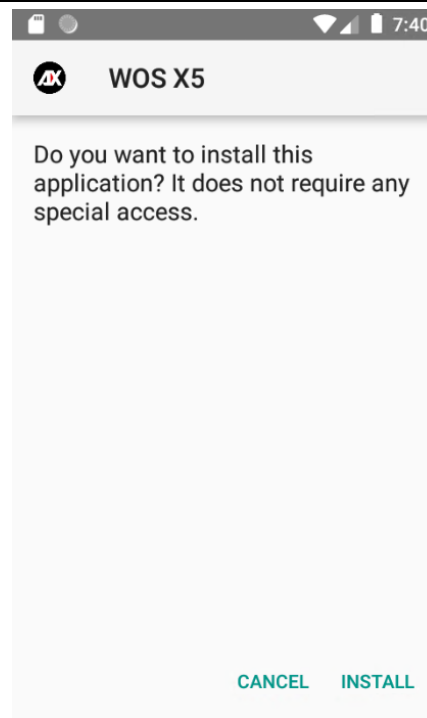 7:40
WOS X5
Do you want to install this
application? It does not require any
special access.
CANCEL INSTALL